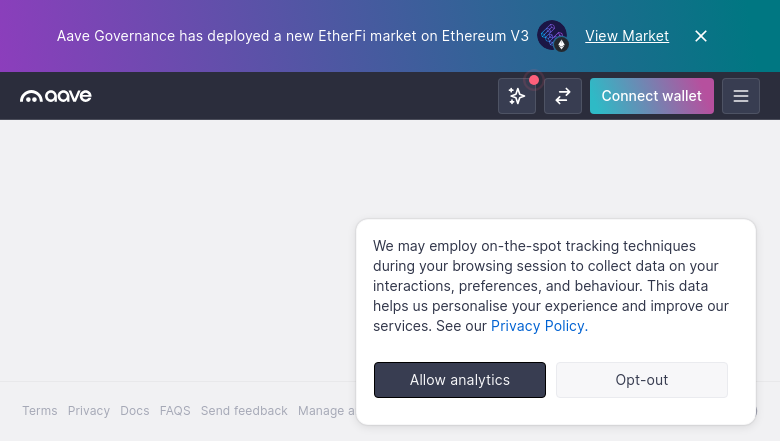 Aave Governance has deployed a new EtherFi market on Ethereum V3 View Market
aave Connect wallet
We may employ on-the-spot tracking techniques
during your browsing session to collect data on your
interactions, preferences, and behaviour. This data
helps us personalise your experience and improve our
services. See our Privacy Policy.
Allow analytics Opt-out
Terms Privacy Docs FAQS Send feedback Manage